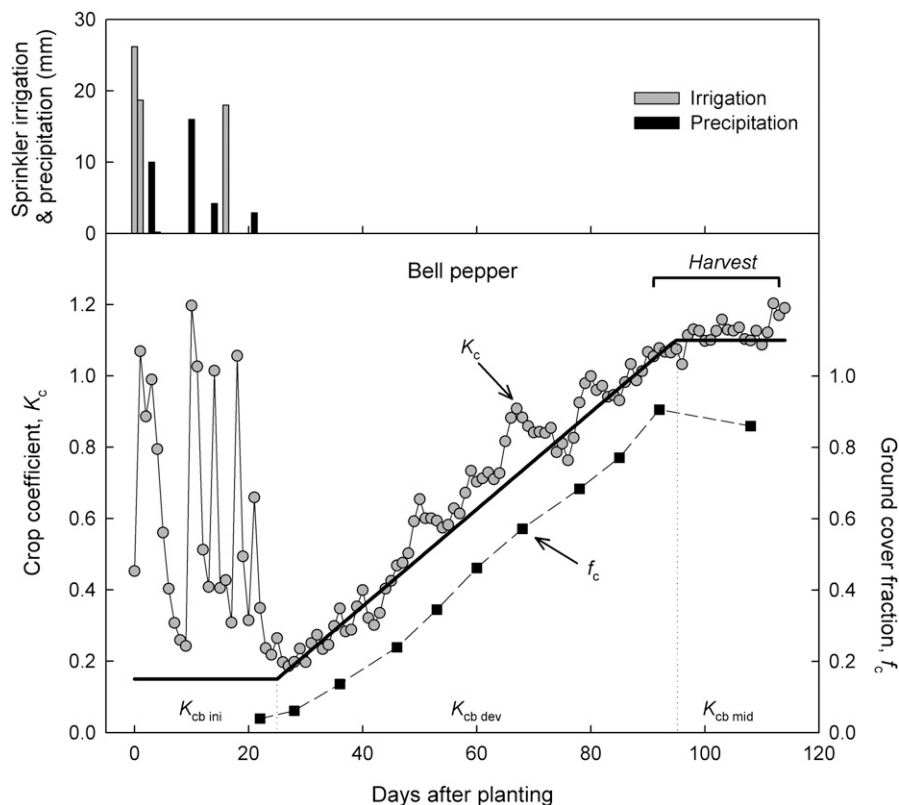 30
20
10
0
Sprinkler irrigation
& precipitation (mm)
Irrigation
Precipitation
Bell pepper
Harvest
1.2
1.0
0.8
0.6
0.4
0.2
0.0
Crop coefficient, Kc
Kc
fc
1.0
0.8
0.6
0.4
0.2
0.0
Ground cover fraction, fc
Kcb ini
Kcb dev
Kcb mid
0 20 40 60 80 100 120
Days after planting